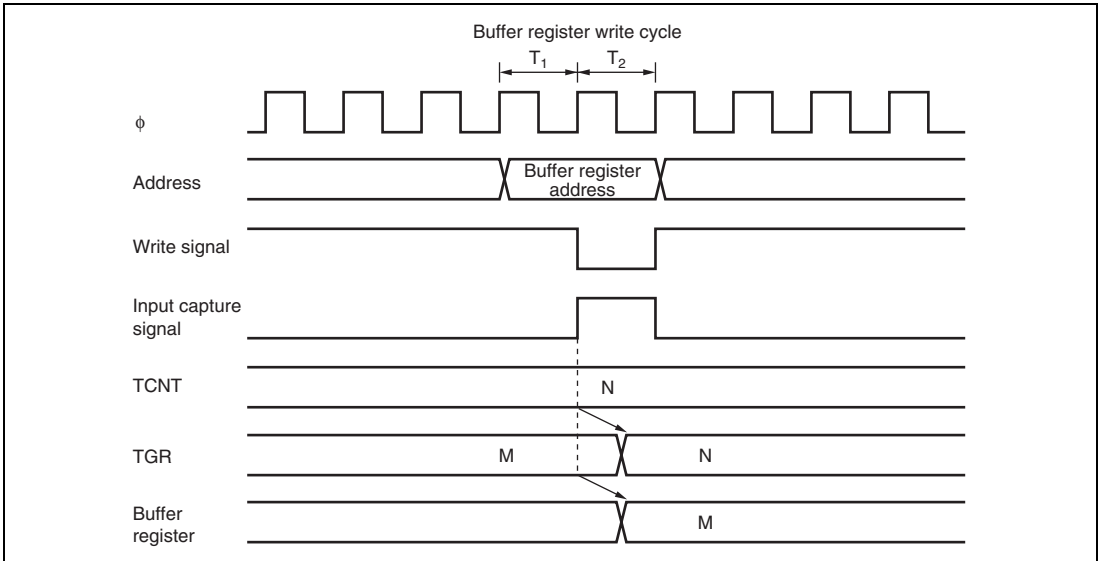 Buffer register write cycle
T1 T2
ϕ
Address
Buffer register
address
Write signal
Input capture
signal
TCNT
N
TGR
M
N
Buffer
register
M